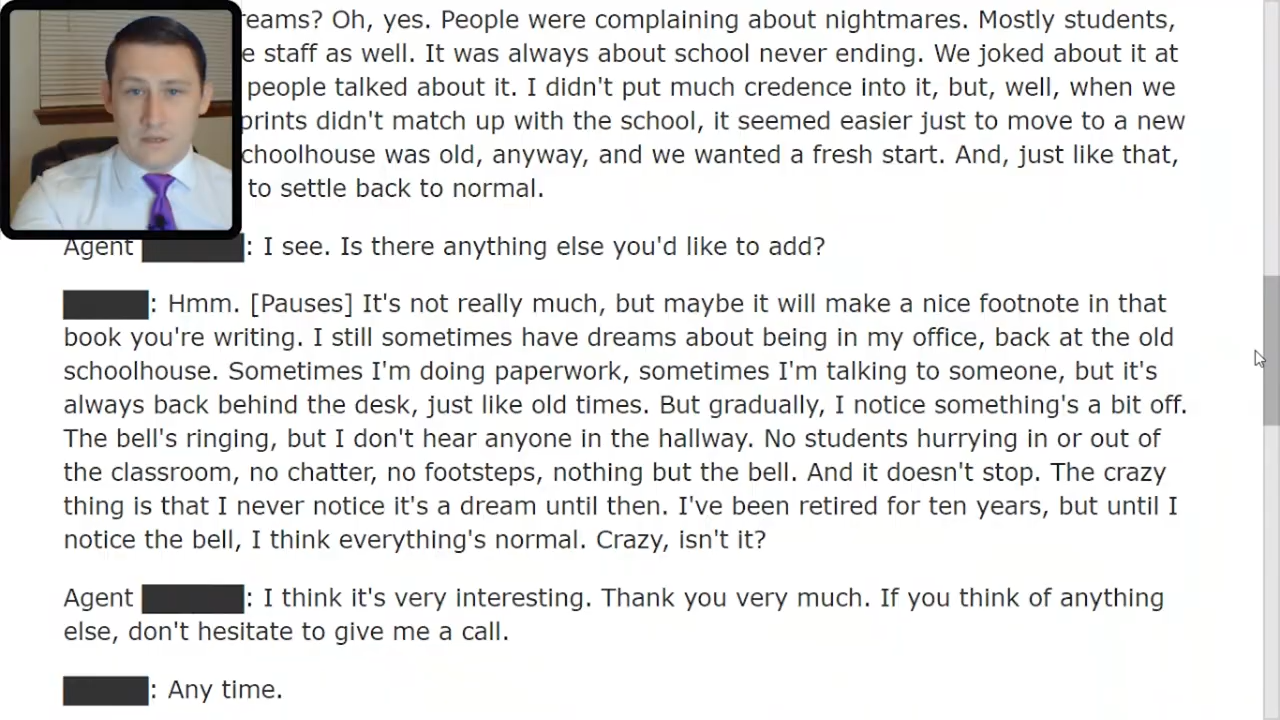 reams? Oh, yes. People were complaining about nightmares. Mostly students,
e staff as well. It was always about school never ending. We joked about it at
people talked about it. I didn't put much credence into it, but, well, when we
prints didn't match up with the school, it seemed easier just to move to a new
choolhouse was old, anyway, and we wanted a fresh start. And, just like that,
to settle back to normal.
Agent : I see. Is there anything else you'd like to add?
: Hmm. [Pauses] It's not really much, but maybe it will make a nice footnote in that
book you're writing. I still sometimes have dreams about being in my office, back at the old
schoolhouse. Sometimes I'm doing paperwork, sometimes I'm talking to someone, but it's
always back behind the desk, just like old times. But gradually, I notice something's a bit off.
The bell's ringing, but I don't hear anyone in the hallway. No students hurrying in or out of
the classroom, no chatter, no footsteps, nothing but the bell. And it doesn't stop. The crazy
thing is that I never notice it's a dream until then. I've been retired for ten years, but until I
notice the bell, I think everything's normal. Crazy, isn't it?
Agent : I think it's very interesting. Thank you very much. If you think of anything
else, don't hesitate to give me a call.
: Any time.